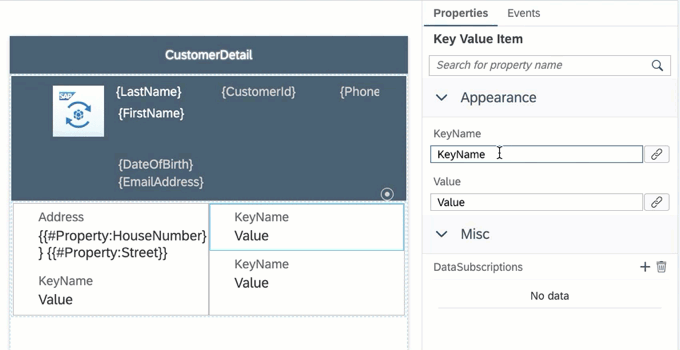 CustomerDetail
SAP
{LastName}
{CustomerId}
{Phone
{FirstName}
{DateOfBirth}
{EmailAddress}
Address
{{#Property:HouseNumber}
} {{#Property:Street}}
KeyName
Value
KeyName
Value
KeyName
Value
Properties
Events
Key Value Item
Search for property name
Appearance
KeyName
KeyName
Value
Value
Misc
DataSubscriptions
No data